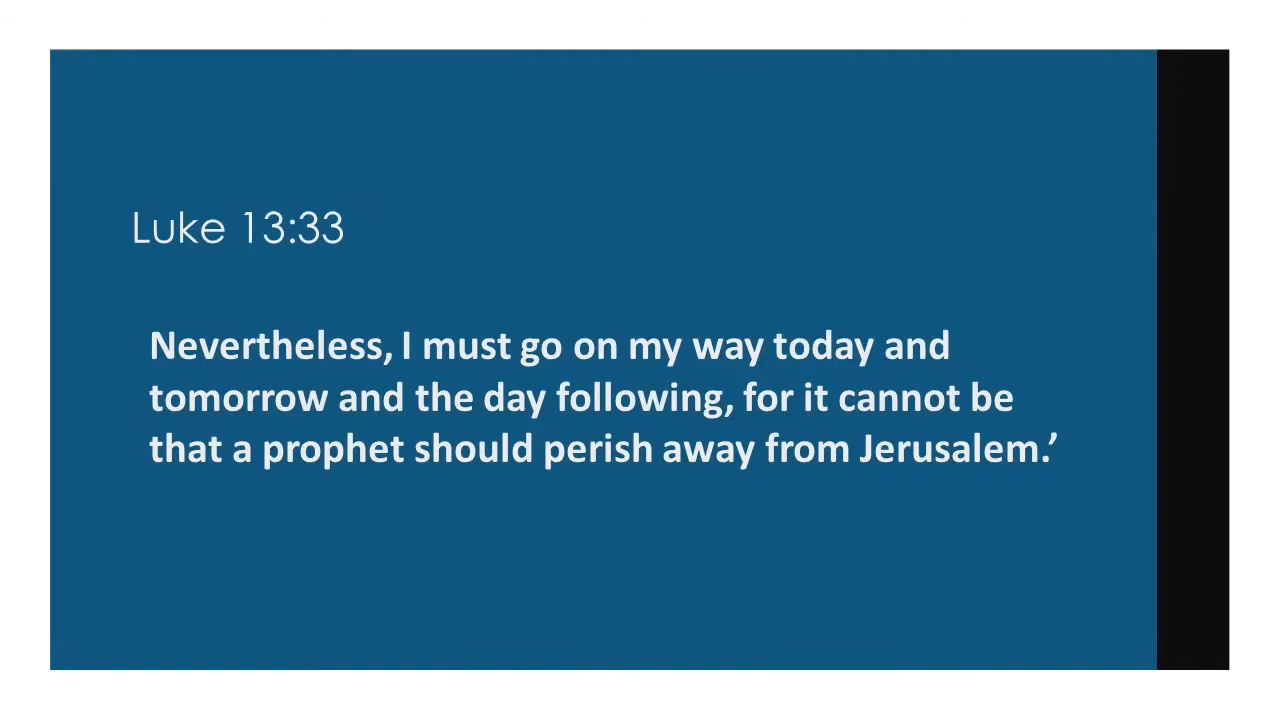 Luke 13:33
Nevertheless, I must go on my way today and
tomorrow and the day following, for it cannot be
that a prophet should perish away from Jerusalem.’